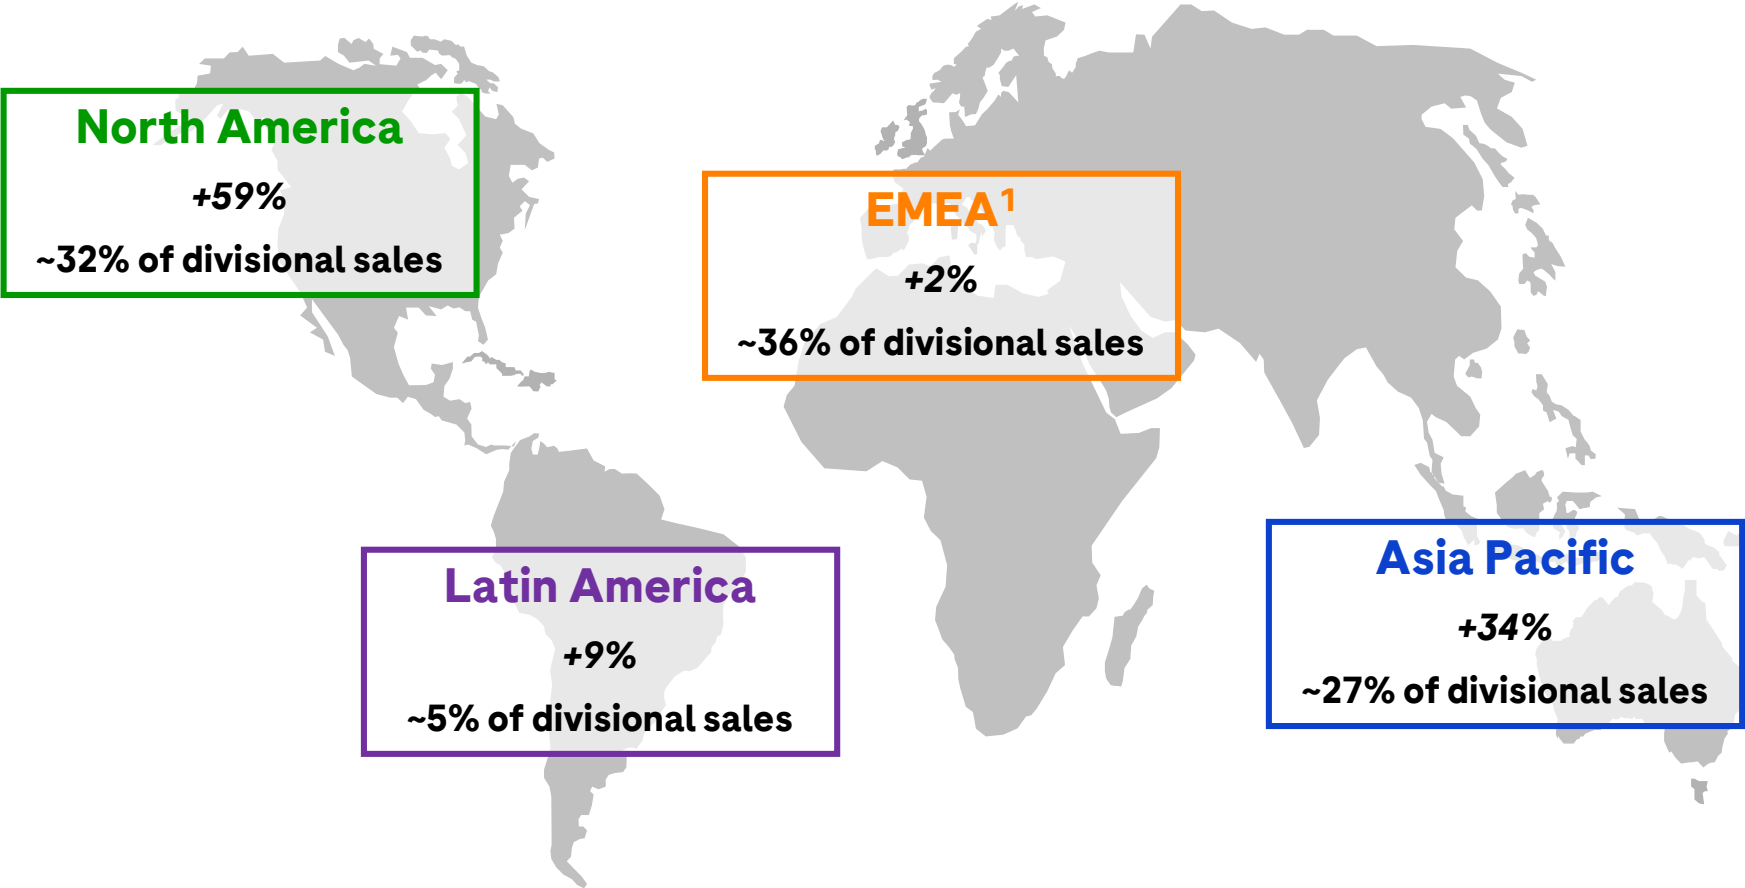 North America
+59%
~32% of divisional sales
EMEA¹
+2%
~36% of divisional sales
Latin America
+9%
~5% of divisional sales
Asia Pacific
+34%
~27% of divisional sales